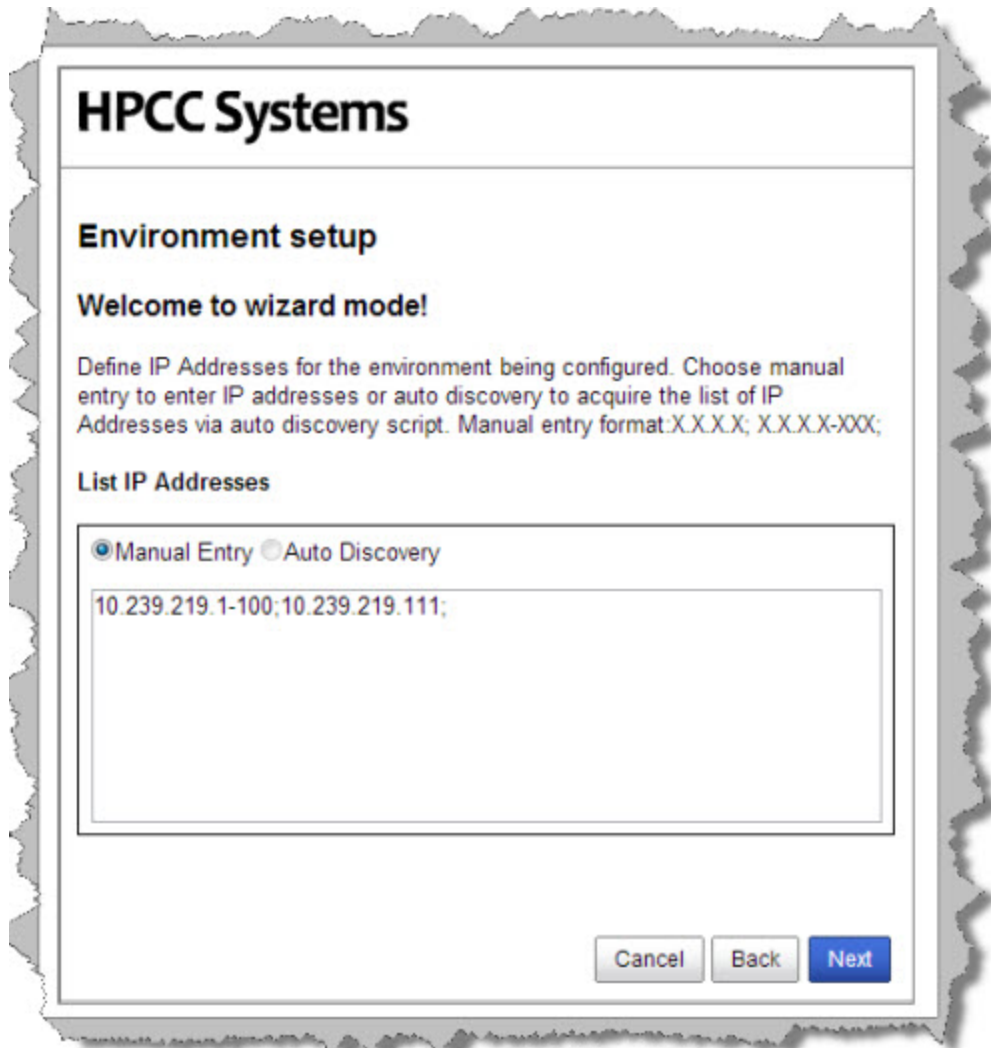 HPCC Systems
Environment setup
Welcome to wizard mode!
Define IP Addresses for the environment being configured. Choose manual
entry to enter IP addresses or auto discovery to acquire the list of IP
Addresses via auto discovery script. Manual entry format:X.X.X.X; X.X.X.X-XXX;
List IP Addresses
Manual Entry Auto Discovery
10.239.219.1-100;10.239.219.111;
Cancel Back Next